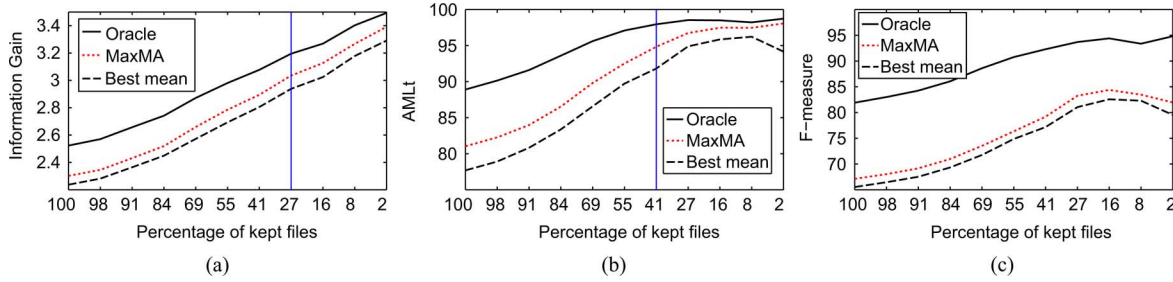 Information Gain
3.4
3.2
3
2.8
2.6
2.4
2.2
Oracle
MaxMA
Best mean
100 98 91 84 69 55 41 27 16 8 2
Percentage of kept files
(a)
AMLt
100
95
90
85
80
Oracle
MaxMA
Best mean
100 98 91 84 69 55 41 27 16 8 2
Percentage of kept files
(b)
F-measure
95
90
85
80
75
70
Oracle
MaxMA
Best mean
100 98 91 84 69 55 41 27 16 8 2
Percentage of kept files
(c)